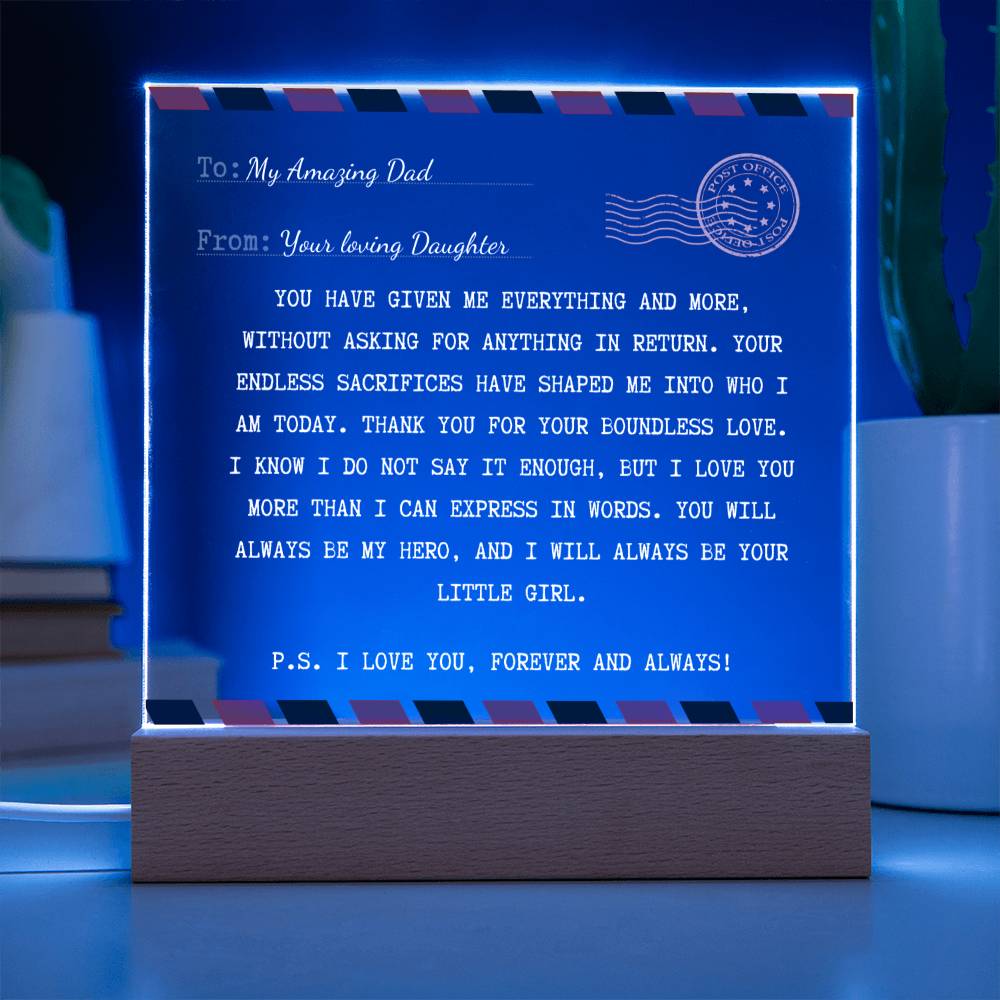 To: My Amazing Dad
POST OFFICE
POST OFFICE
From: Your loving Daughter
YOU HAVE GIVEN ME EVERYTHING AND MORE,
WITHOUT ASKING FOR ANYTHING IN RETURN. YOUR
ENDLESS SACRIFICES HAVE SHAPED ME INTO WHO I
AM TODAY. THANK YOU FOR YOUR BOUNDLESS LOVE.
I KNOW I DO NOT SAY IT ENOUGH, BUT I LOVE YOU
MORE THAN I CAN EXPRESS IN WORDS. YOU WILL
ALWAYS BE MY HERO, AND I WILL ALWAYS BE YOUR
LITTLE GIRL.
P.S. I LOVE YOU, FOREVER AND ALWAYS!